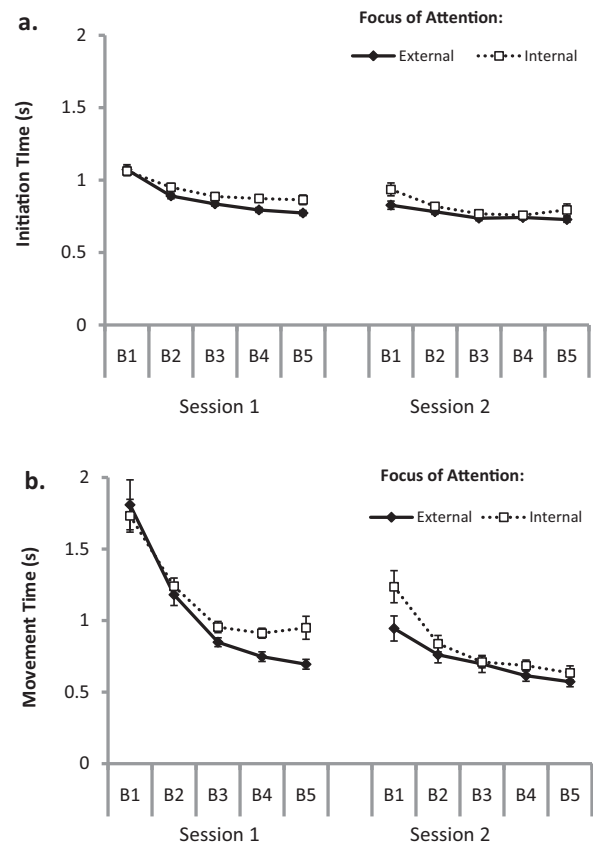 a.
Focus of Attention:
External Internal
Initiation TIme (s)
2
1.5
1
0.5
0
B1 B2 B3 B4 B5 B1 B2 B3 B4 B5
Session 1 Session 2
b.
Focus of Attention:
External Internal
Movement Time (s)
2
1.5
1
0.5
0
B1 B2 B3 B4 B5 B1 B2 B3 B4 B5
Session 1 Session 2